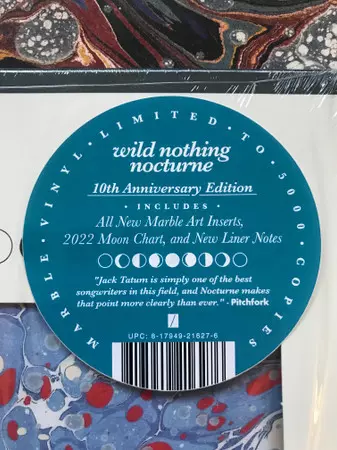 MARBLE · VINYL · LIMITED · TO · 5000 · COPIES
wild nothing
nocturne
10th Anniversary Edition
· INCLUDES ·
All New Marble Art Inserts,
2022 Moon Chart, and New Liner Notes
"Jack Tatum is simply one of the best
songwriters in this field, and Nocturne makes
that point more clearly than ever." - Pitchfork
UPC: 8-17949-21627-6